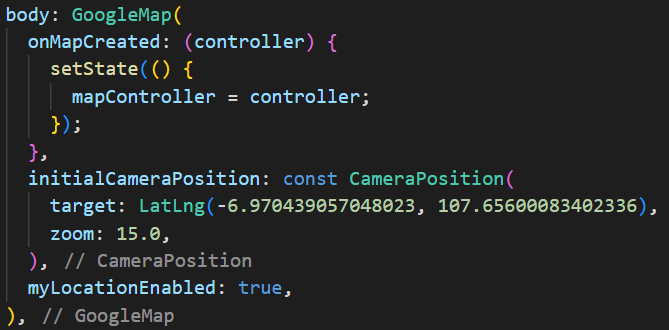 body: GoogleMap(
  onMapCreated: (controller) {
    setState(() {
      mapController = controller;
    });
  },
  initialCameraPosition: const CameraPosition(
    target: LatLng(-6.970439057048023, 107.65600083402336),
    zoom: 15.0,
  ), // CameraPosition
  myLocationEnabled: true,
), // GoogleMap